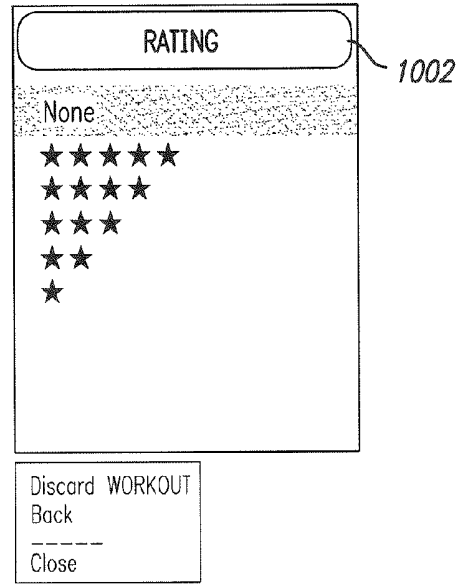 RATING
1002
None
★★★★★
★★★★
★★★
★★
★
Discard WORKOUT
Back
-----
Close